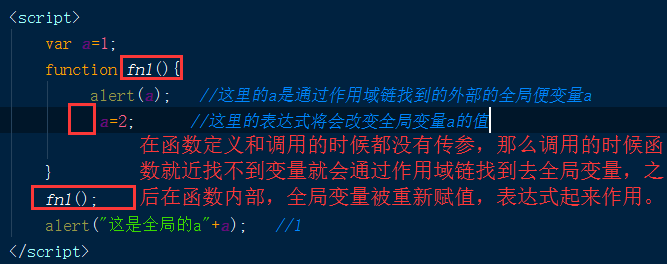 <script>
var a=1;
function fn1(){
alert(a); //这里的a是通过作用域链找到的外部的全局便变量a
a=2; //这里的表达式将会改变全局变量a的值
在函数定义和调用的时候都没有传参，那么调用的时候函
数就近找不到变量就会通过作用域链找到去全局变量，之
} 后在函数内部，全局变量被重新赋值，表达式起来作用。
fn1();
alert("这是全局的a"+a); //1
</script>